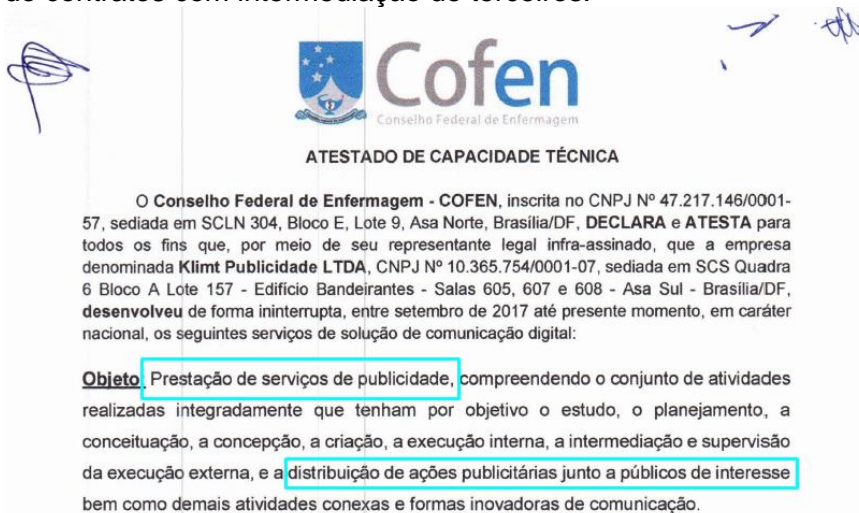 de contratos com intermediação de terceiros.
Cofen
Conselho Federal de Enfermagem
ATESTADO DE CAPACIDADE TÉCNICA
O Conselho Federal de Enfermagem - COFEN, inscrita no CNPJ Nº 47.217.146/0001-
57, sediada em SCLN 304, Bloco E, Lote 9, Asa Norte, Brasília/DF, DECLARA e ATESTA para
todos os fins que, por meio de seu representante legal infra-assinado, que a empresa
denominada Klimt Publicidade LTDA, CNPJ Nº 10.365.754/0001-07, sediada em SCS Quadra
6 Bloco A Lote 157 - Edifício Bandeirantes - Salas 605, 607 e 608 - Asa Sul - Brasília/DF,
desenvolveu de forma ininterrupta, entre setembro de 2017 até presente momento, em caráter
nacional, os seguintes serviços de solução de comunicação digital:
Objeto: Prestação de serviços de publicidade, compreendendo o conjunto de atividades
realizadas integradamente que tenham por objetivo o estudo, o planejamento, a
conceituação, a concepção, a criação, a execução interna, a intermediação e supervisão
da execução externa, e a distribuição de ações publicitárias junto a públicos de interesse
bem como demais atividades conexas e formas inovadoras de comunicação.